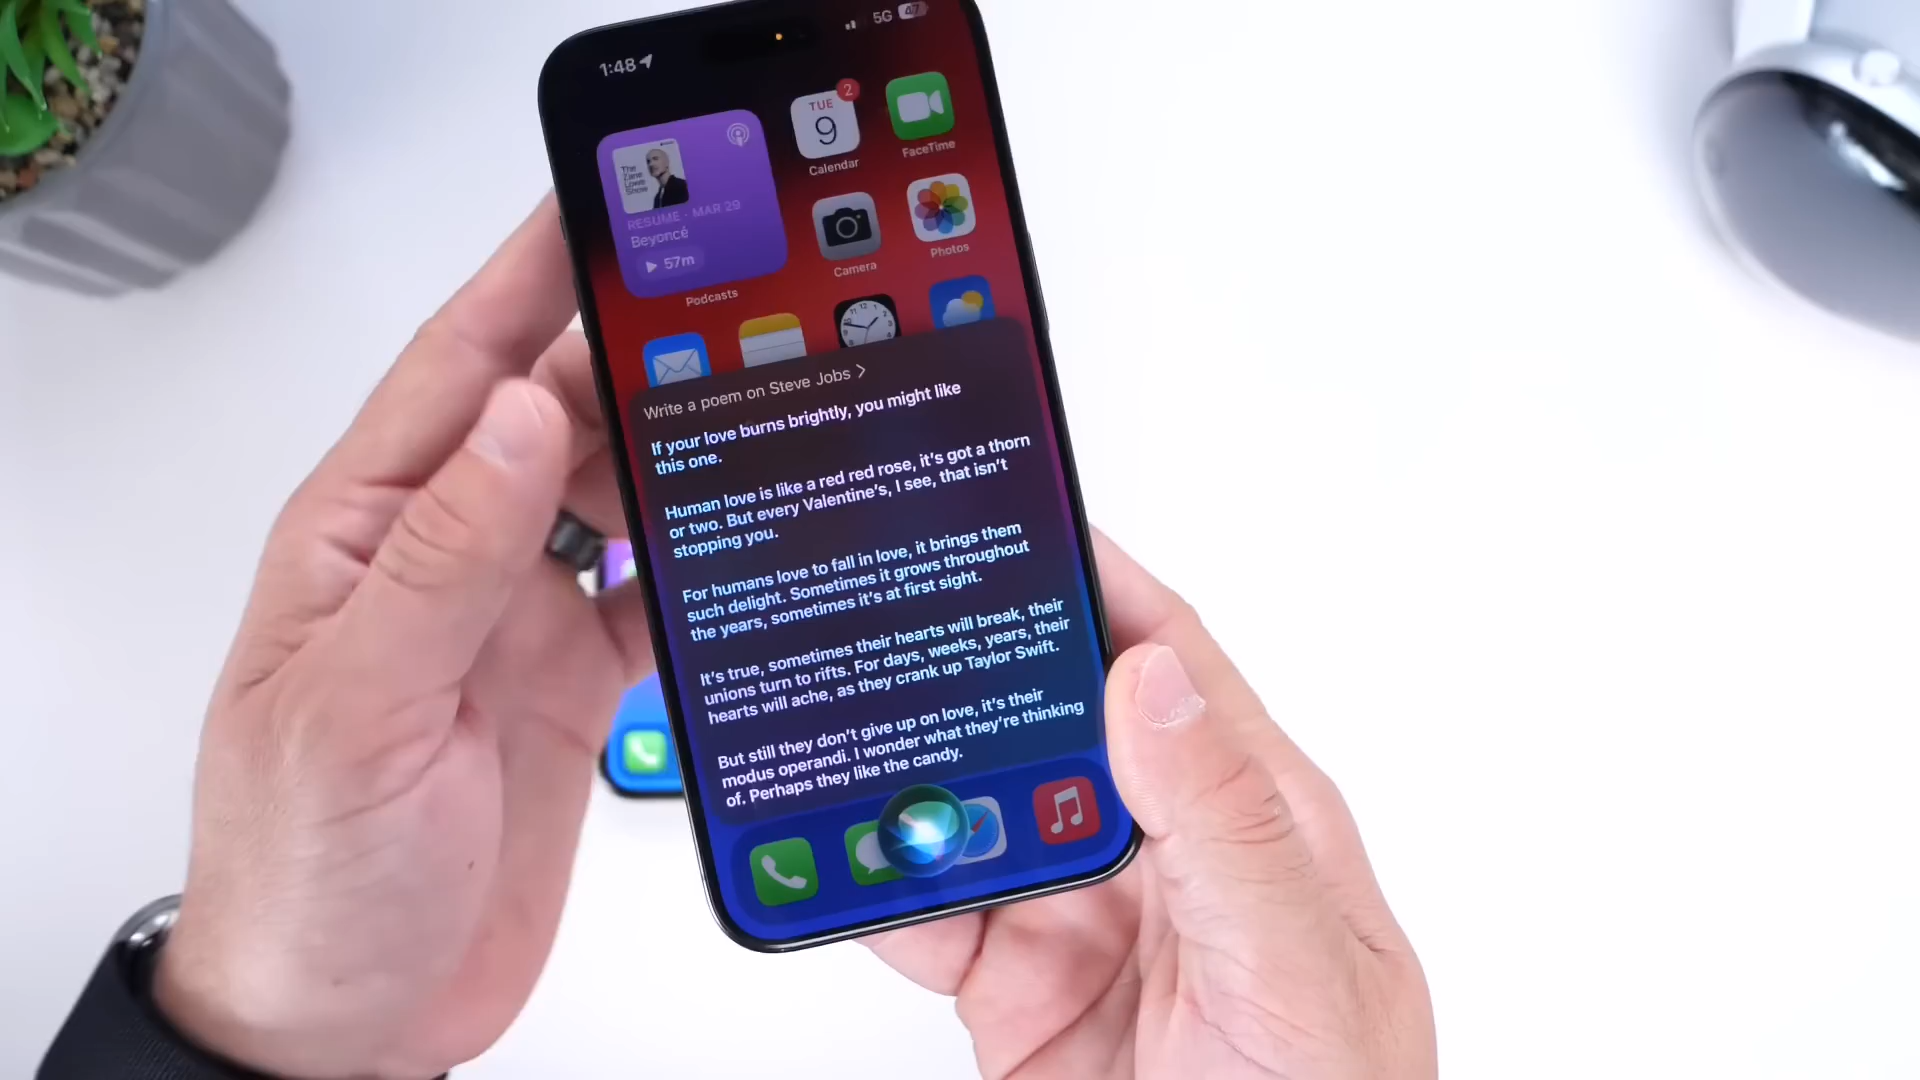 1:48
5G 47
TUE
9
2
Calendar
FaceTime
The
Zane
Lowe
Show
RESUME · MAR 29
Beyoncé
57m
Podcasts
Camera
Photos
Write a poem on Steve Jobs >
If your love burns brightly, you might like
this one.
Human love is like a red red rose, it's got a thorn
or two. But every Valentine's, I see, that isn't
stopping you.
For humans love to fall in love, it brings them
such delight. Sometimes it grows throughout
the years, sometimes it's at first sight.
It's true, sometimes their hearts will break, their
unions turn to rifts. For days, weeks, years, their
hearts will ache, as they crank up Taylor Swift.
But still they don't give up on love, it's their
modus operandi. I wonder what they're thinking
of. Perhaps they like the candy.